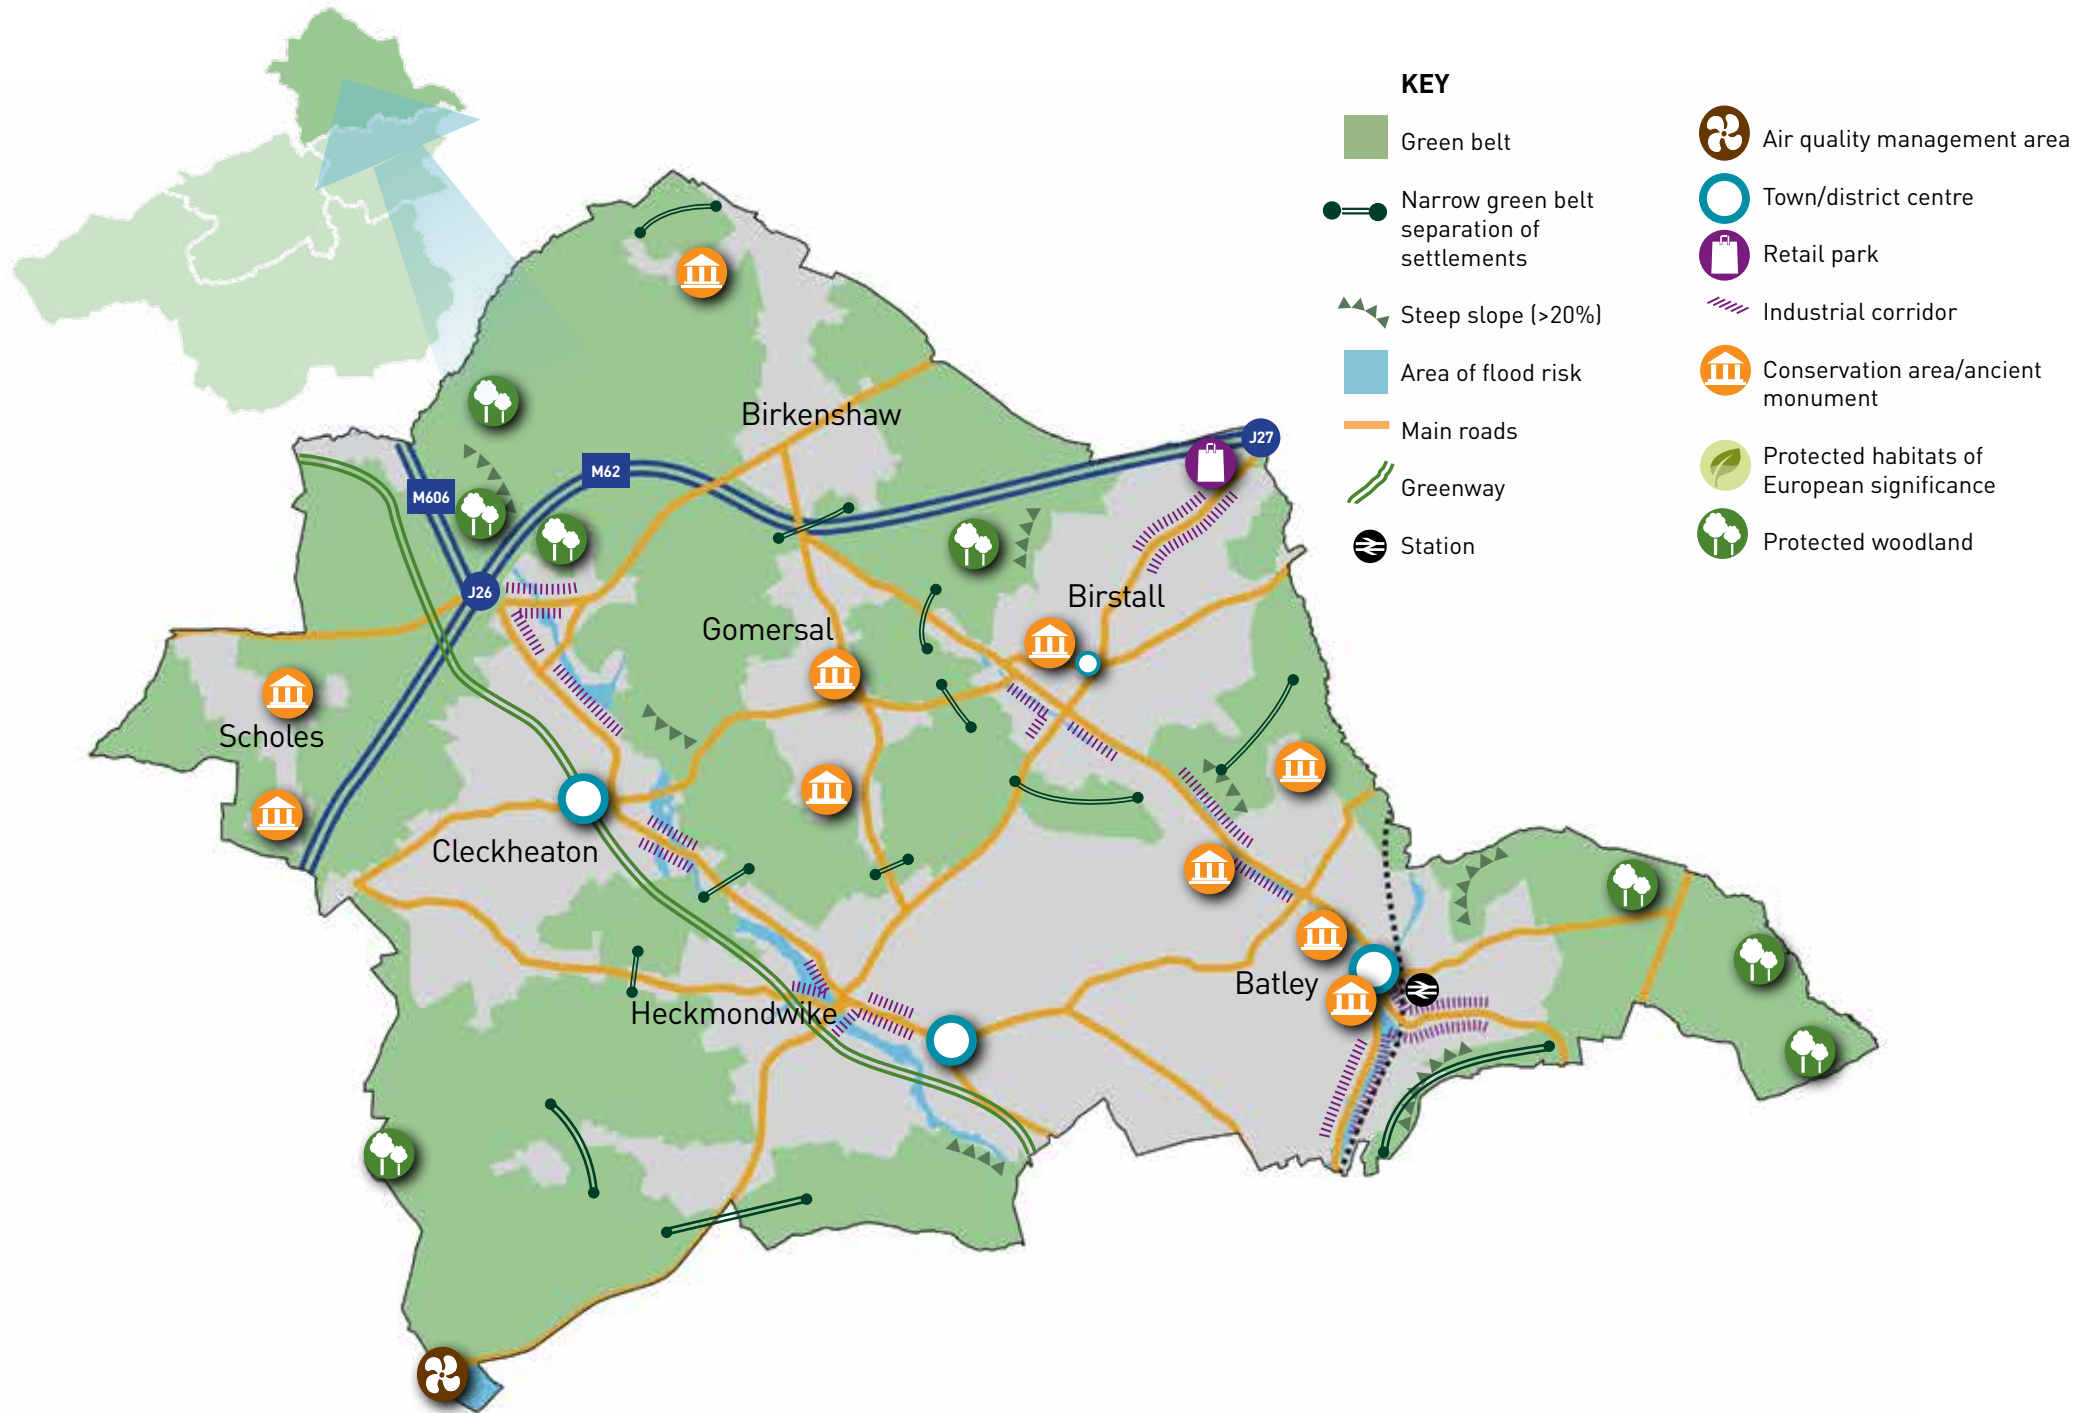 KEY
Green belt
Narrow green belt
separation of
settlements
Steep slope (>20%)
Area of flood risk
Main roads
Greenway
Station
Air quality management area
Town/district centre
Retail park
Industrial corridor
Conservation area/ancient
monument
Protected habitats of
European significance
Protected woodland
Birkenshaw
J27
M62
M606
J26
Birstall
Gomersal
Scholes
Cleckheaton
Batley
Heckmondwike